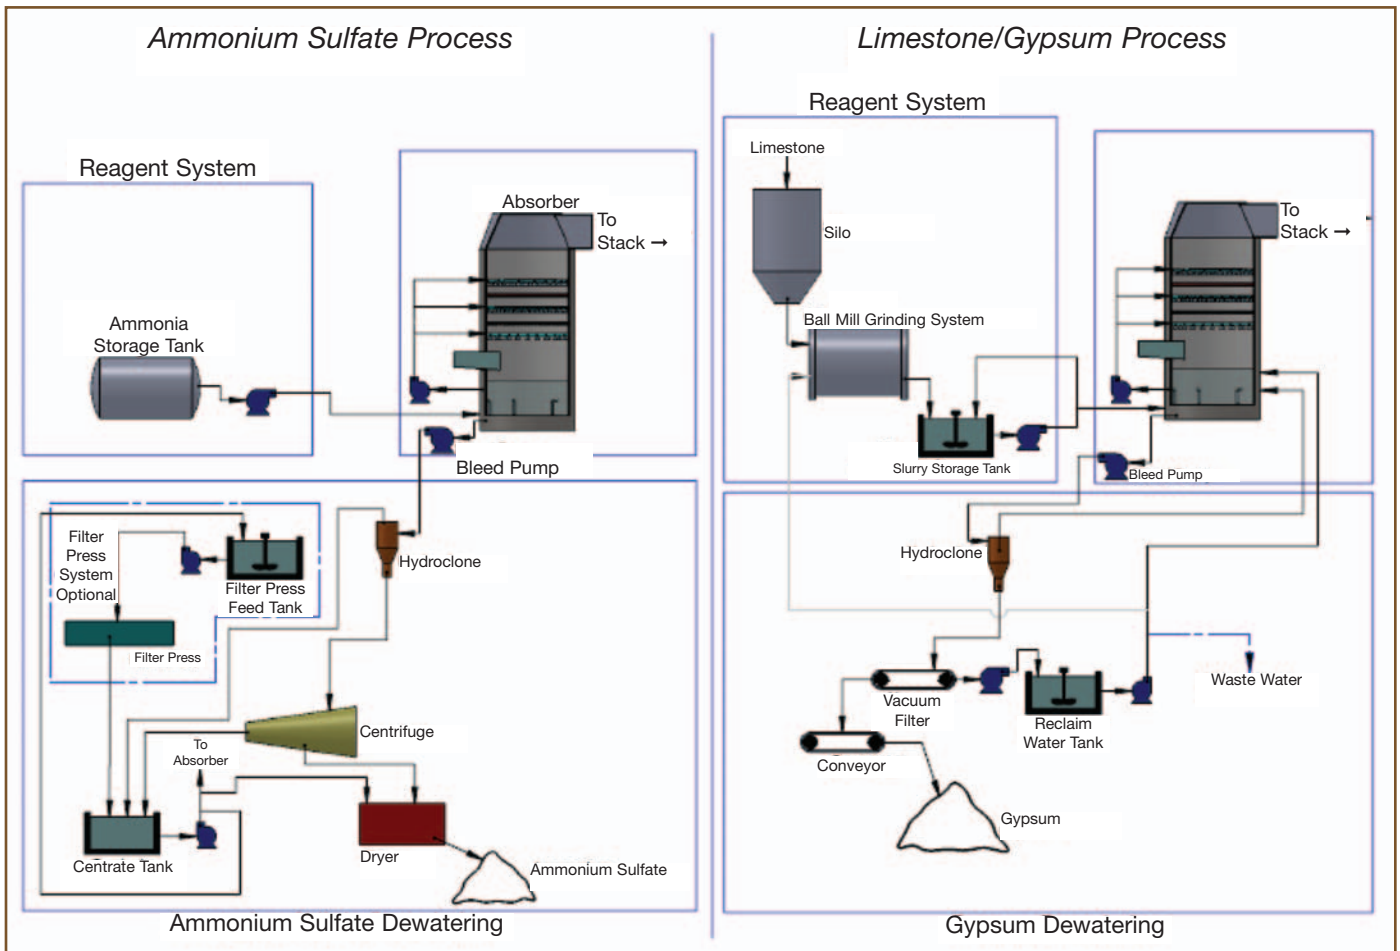 Ammonium Sulfate Process
Reagent System
Absorber
To
Stack →
Ammonia
Storage Tank
Bleed Pump
Filter
Press
System
Optional
Filter Press
Feed Tank
Hydroclone
Filter Press
Centrifuge
To
Absorber
Centrate Tank
Dryer
Ammonium Sulfate
Ammonium Sulfate Dewatering
Limestone/Gypsum Process
Reagent System
Limestone
Silo
To
Stack →
Ball Mill Grinding System
Slurry Storage Tank
Bleed Pump
Hydroclone
Vacuum
Filter
Reclaim
Water Tank
Waste Water
Conveyor
Gypsum
Gypsum Dewatering